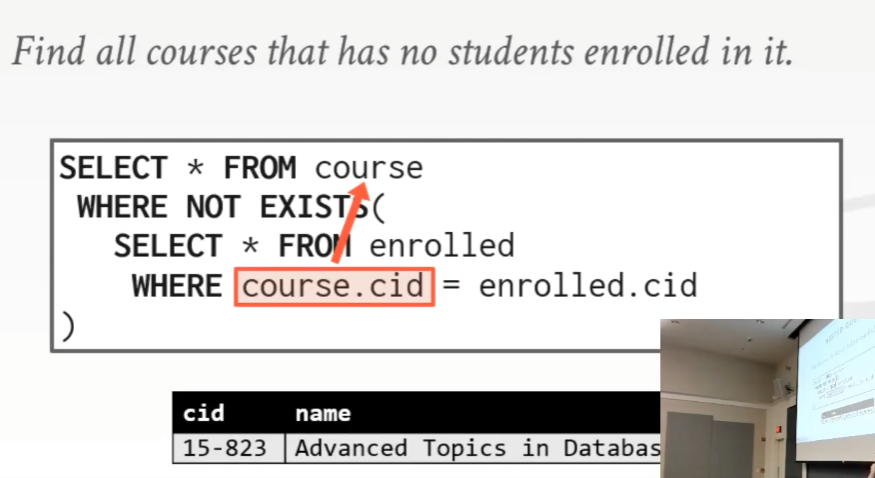 Find all courses that has no students enrolled in it.
SELECT * FROM course
WHERE NOT EXISTS(
SELECT * FROM enrolled
WHERE course.cid = enrolled.cid
)
cid name
15-823 Advanced Topics in Databas